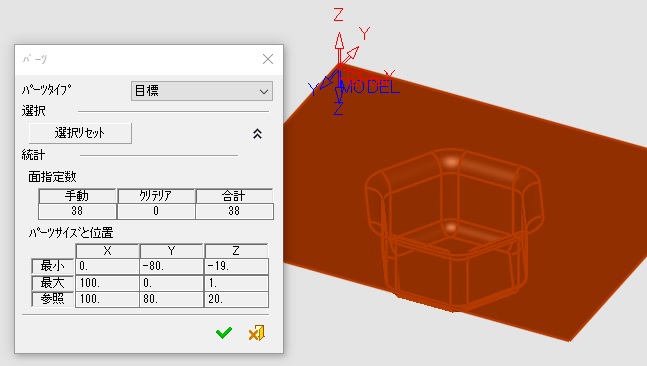 パーツ
パーツタイプ 目標
選択
選択リセット
統計
面指定数
手動 クリテリア 合計
38 0 38
パーツサイズと位置
X Y Z
最小 0. -80. -19.
最大 100. 0. 1.
参照 100. 80. 20.
Z
Y
X
Y MODEL
Z